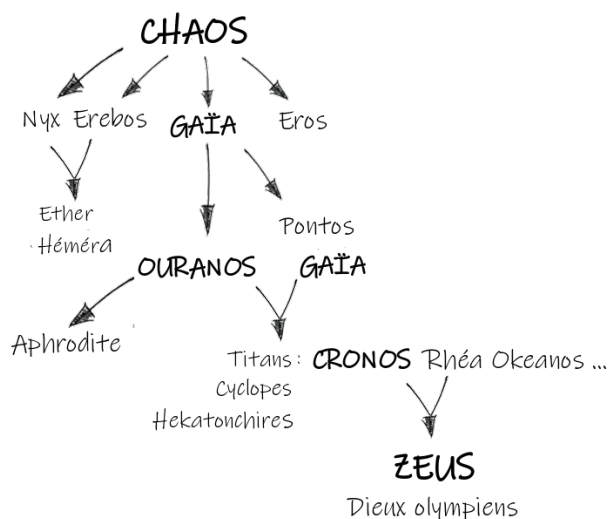 CHAOS
Nyx Erebos GAÏA Eros
Ether
Héméra
Pontos
OURANOS GAÏA
Aphrodite
Titans : CRONOS Rhéa Okeanos ...
Cyclopes
Hekatonchires
ZEUS
Dieux olympiens